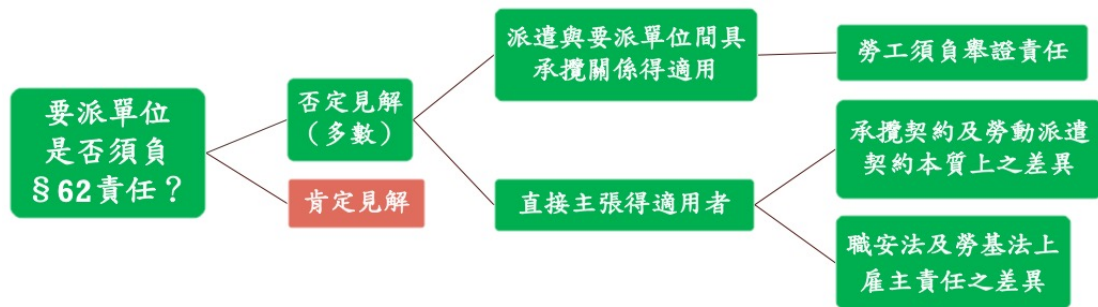 要派單位
是否須負
§62責任？
否定見解
（多數）
肯定見解
派遣與要派單位間具
承攬關係得適用
直接主張得適用者
勞工須負舉證責任
承攬契約及勞動派遣
契約本質上之差異
職安法及勞基法上
雇主責任之差異